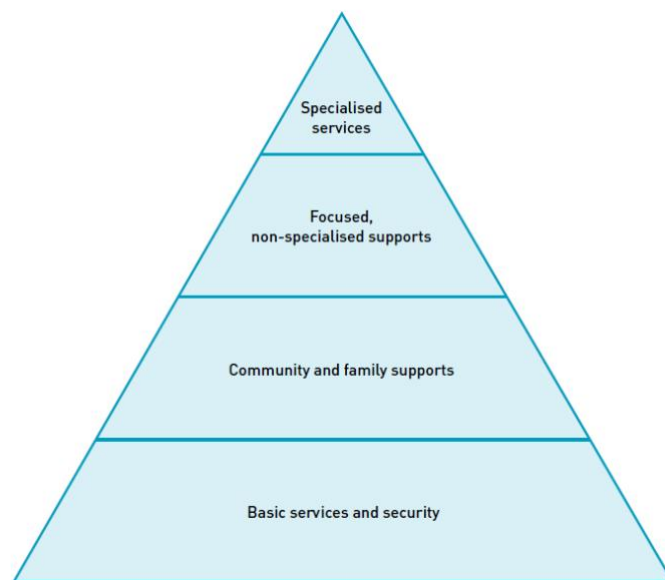 Specialised
services
Focused,
non-specialised supports
Community and family supports
Basic services and security